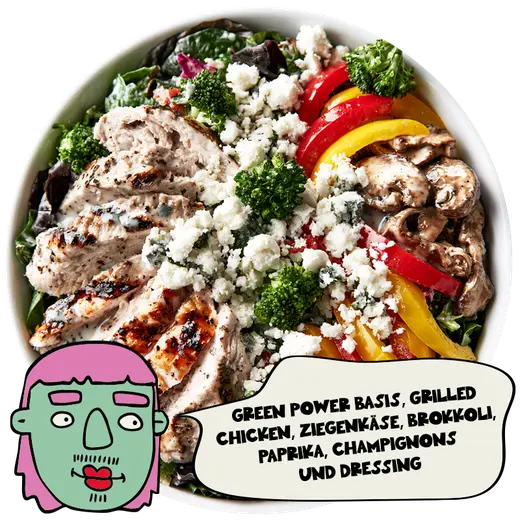 GREEN POWER BASIS, GRILLED
CHICKEN, ZIEGENKÄSE, BROKKOLI,
PAPRIKA, CHAMPIGNONS
UND DRESSING